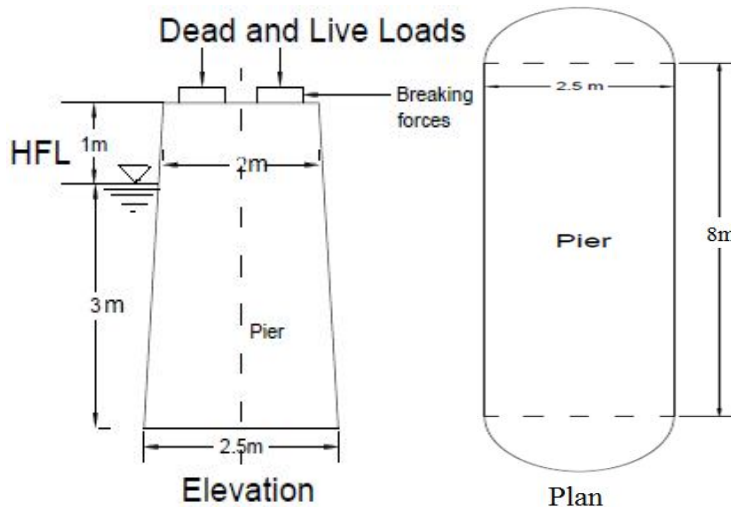 Dead and Live Loads
Breaking
forces
1m
HFL
2m
3m
Pier
2.5m
Elevation
2.5 m
Pier
8m
Plan